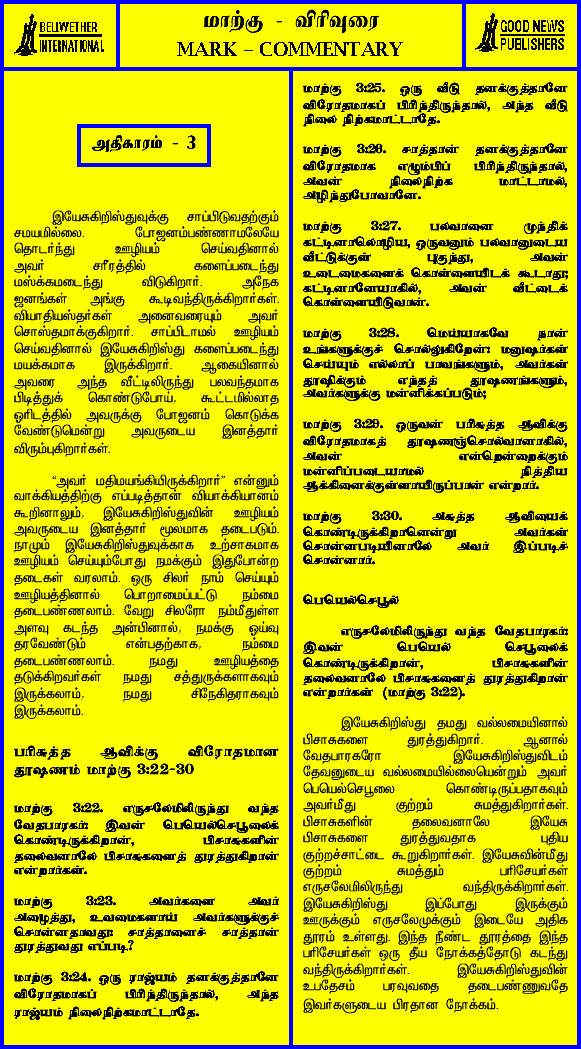 BELLWETHER
INTERNATIONAL
மாற்கு - விரிவுரை
MARK – COMMENTARY
GOOD NEWS
PUBLISHERS
அதிகாரம் - 3
இயேசுகிறிஸ்துவுக்கு சாப்பிடுவதற்கும்
சமயமில்லை. போஜனம்பண்ணாமலேயே
தொடர்ந்து ஊழியம் செய்வதினால்
அவர் சரீரத்தில் களைப்படைந்து
மஸ்க்கமடைந்து விடுகிறார். அநேக
ஜனங்கள் அங்கு கூடிவந்திருக்கிறார்கள்.
வியாதியஸ்தர்கள் அனைவரையும் அவர்
சொஸ்தமாக்குகிறார். சாப்பிடாமல் ஊழியம்
செய்வதினால் இயேசுகிறிஸ்து களைப்படைந்து
மயக்கமாக இருக்கிறார். ஆகையினால்
அவரை அந்த வீட்டிலிருந்து பலவந்தமாக
பிடித்துக் கொண்டுபோய், கூட்டமில்லாத
ஓரிடத்தில் அவருக்கு போஜனம் கொடுக்க
வேண்டுமென்று அவருடைய இனத்தார்
விரும்புகிறார்கள்.
“அவர் மதிமயங்கியிருக்கிறார்” என்னும்
வாக்கியத்திற்கு எப்படித்தான் வியாக்கியானம்
கூறினாலும், இயேசுகிறிஸ்துவின் ஊழியம்
அவருடைய இனத்தார் மூலமாக தடைபடும்.
நாமும் இயேசுகிறிஸ்துவுக்காக உற்சாகமாக
ஊழியம் செய்யும்போது நமக்கும் இதுபோன்ற
தடைகள் வரலாம். ஒரு சிலர் நாம் செய்யும்
ஊழியத்தினால் பொறாமைப்பட்டு நம்மை
தடைபண்ணலாம். வேறு சிலரோ நம்மீதுள்ள
அளவு கடந்த அன்பினால், நமக்கு ஓய்வு
தரவேண்டும் என்பதற்காக, நம்மை
தடைபண்ணலாம். நமது ஊழியத்தை
தடுக்கிறவர்கள் நமது சத்துருக்களாகவும்
இருக்கலாம், நமது சிநேகிதராகவும்
இருக்கலாம்.
பரிசுத்த ஆவிக்கு விரோதமான
தூஷணம் மாற்கு 3:22-30
மாற்கு 3:22. எருசலேமிலிருந்து வந்த
வேதபாரகர்: இவன் பெயெல்செபூலைக்
கொண்டிருக்கிறான், பிசாசுகளின்
தலைவனாலே பிசாசுகளைத் துரத்துகிறான்
என்றார்கள்.
மாற்கு 3:23. அவர்களை அவர்
அழைத்து, உவமைகளாய் அவர்களுக்குச்
சொன்னதாவது: சாத்தானைச் சாத்தான்
துரத்துவது எப்படி?
மாற்கு 3:24. ஒரு ராஜ்யம் தனக்குத்தானே
விரோதமாகப் பிரிந்திருந்தால், அந்த
ராஜ்யம் நிலைநிற்கமாட்டாதே.
மாற்கு 3:25. ஒரு வீடு தனக்குத்தானே
விரோதமாகப் பிரிந்திருந்தால், அந்த வீடு
நிலை நிற்கமாட்டாதே.
மாற்கு 3:26. சாத்தான் தனக்குத்தானே
விரோதமாக எழும்பிப் பிரிந்திருந்தால்,
அவன் நிலைநிற்க மாட்டாமல்,
அழிந்துபோவானே.
மாற்கு 3:27. பலவானை முந்திக்
கட்டினாலொழிய, ஒருவனும் பலவானுடைய
வீட்டுக்குள் புகுந்து, அவன்
உடைமைகளைக் கொள்ளையிடக் கூடாது;
கட்டினானேயாகில், அவன் வீட்டைக்
கொள்ளையிடுவான்.
மாற்கு 3:28. மெய்யாகவே நான்
உங்களுக்குச் சொல்லுகிறேன்: மனுஷர்கள்
செய்யும் எல்லாப் பாவங்களும், அவர்கள்
தூஷிக்கும் எந்தத் தூஷணங்களும்,
அவர்களுக்கு மன்னிக்கப்படும்;
மாற்கு 3:29. ஒருவன் பரிசுத்த ஆவிக்கு
விரோதமாகத் தூஷணஞ்சொல்வானாகில்,
அவன் என்றென்றைக்கும்
மன்னிப்படையாமல் நித்திய
ஆக்கினைக்குள்ளாயிருப்பான் என்றார்.
மாற்கு 3:30. அசுத்த ஆவியைக்
கொண்டிருக்கிறானென்று அவர்கள்
சொன்னபடியினாலே அவர் இப்படிச்
சொன்னார்.
பெயெல்செபூல்
எருசலேமிலிருந்து வந்த வேதபாரகர்:
இவன் பெயெல் செபூலைக்
கொண்டிருக்கிறான், பிசாசுகளின்
தலைவனாலே பிசாசுகளைத் துரத்துகிறான்
என்றார்கள் (மாற்கு 3:22).
இயேசுகிறிஸ்து தமது வல்லமையினால்
பிசாசுகளை துரத்துகிறார். ஆனால்
வேதபாரகரோ இயேசுகிறிஸ்துவிடம்
தேவனுடைய வல்லமையில்லையென்றும் அவர்
பெயெல்செபூலை கொண்டிருப்பதாகவும்
அவர்மீது குற்றம் சுமத்துகிறார்கள்.
பிசாசுகளின் தலைவனாலே இயேசு
பிசாசுகளை துரத்துவதாக புதிய
குற்றச்சாட்டை கூறுகிறார்கள். இயேசுவின்மீது
குற்றம் சுமத்தும் பரிசேயர்கள்
எருசலேமிலிருந்து வந்திருக்கிறார்கள்.
இயேசுகிறிஸ்து இப்போது இருக்கும்
ஊருக்கும் எருசலேமுக்கும் இடையே அதிக
தூரம் உள்ளது. இந்த நீண்ட தூரத்தை இந்த
பரிசேயர்கள் ஒரு தீய நோக்கத்தோடு கடந்து
வந்திருக்கிறார்கள். இயேசுகிறிஸ்துவின்
உபதேசம் பரவுவதை தடைபண்ணுவதே
இவர்களுடைய பிரதான நோக்கம்.